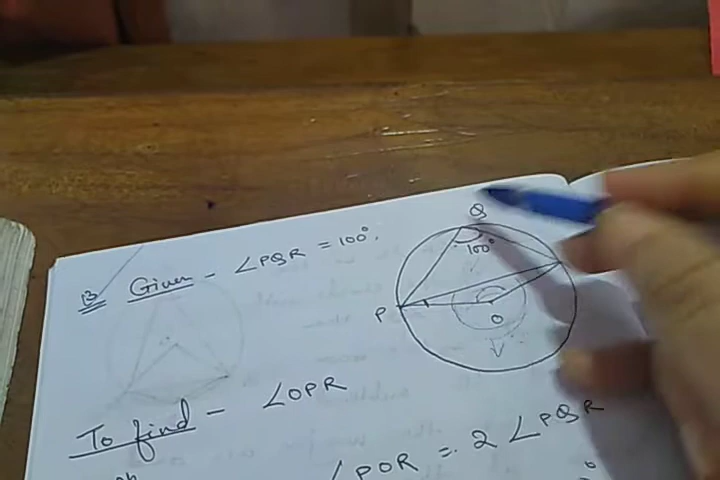 13 Given - ∠PQR = 100°.
Q
100°
P
O
To find - ∠OPR
∠POR = 2 ∠PQR